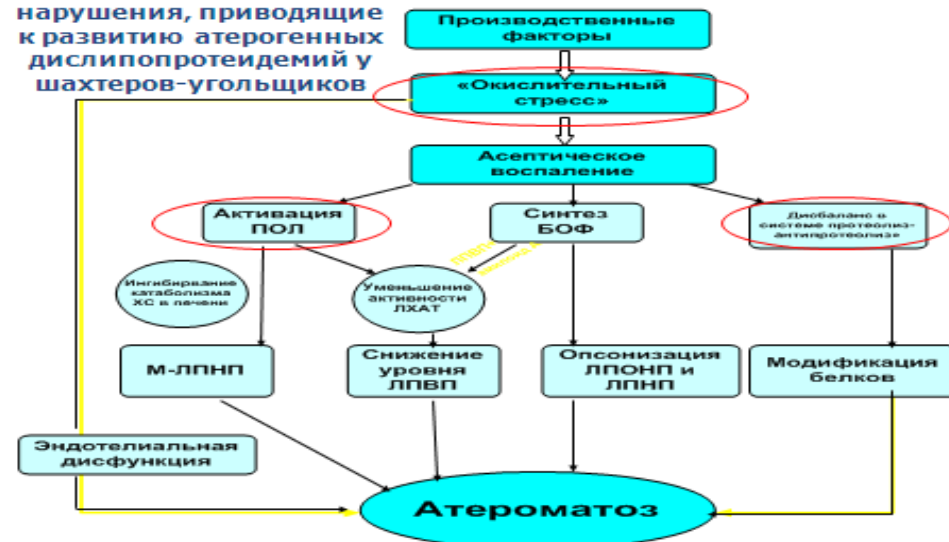 нарушения, приводящие
к развитию атерогенных
дислипопротеидемий у
шахтеров-угольщиков
Производственные
факторы
«Окислительный
стресс»
Асептическое
воспаление
Активация
ПОЛ
Синтез
БОФ
Дисбаланс в
системе протеолиз-
антипротеолиз»
Ингибирвание
катаболизма
ХС в печени
Уменьшение
активности
ЛХАТ
М-ЛПНП
Снижение
уровня
ЛПВП
Опсонизация
ЛПОНП и
ЛПНП
Модификация
белков
Эндотелиальная
дисфункция
Атероматоз